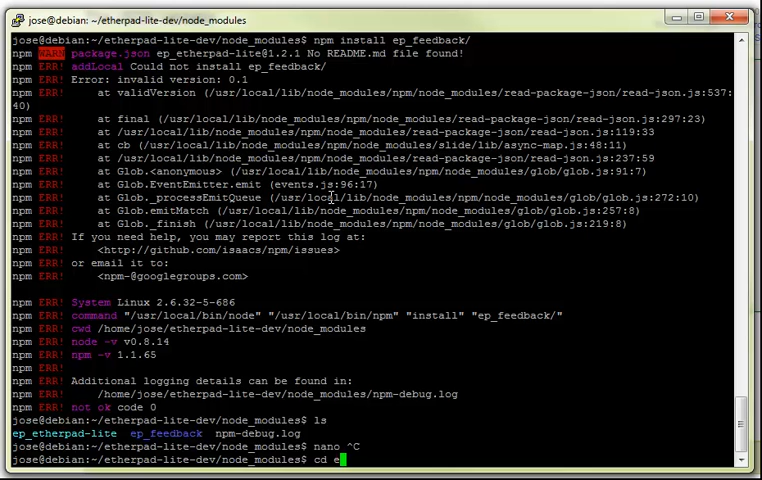 jose@debian: ~/etherpad-lite-dev/node_modules
jose@debian:~/etherpad-lite-dev/node_modules$ npm install ep_feedback/
npm WARN package.json ep_etherpad-lite@1.2.1 No README.md file found!
npm ERR! addLocal Could not install ep_feedback/
npm ERR! Error: invalid version: 0.1
npm ERR!     at validVersion (/usr/local/lib/node_modules/npm/node_modules/read-package-json/read-json.js:537:
40)
npm ERR!     at final (/usr/local/lib/node_modules/npm/node_modules/read-package-json/read-json.js:297:23)
npm ERR!     at /usr/local/lib/node_modules/npm/node_modules/read-package-json/read-json.js:119:33
npm ERR!     at cb (/usr/local/lib/node_modules/npm/node_modules/slide/lib/async-map.js:48:11)
npm ERR!     at /usr/local/lib/node_modules/npm/node_modules/read-package-json/read-json.js:237:59
npm ERR!     at Glob.<anonymous> (/usr/local/lib/node_modules/npm/node_modules/glob/glob.js:91:7)
npm ERR!     at Glob.EventEmitter.emit (events.js:96:17)
npm ERR!     at Glob._processEmitQueue (/usr/local/lib/node_modules/npm/node_modules/glob/glob.js:272:10)
npm ERR!     at Glob.emitMatch (/usr/local/lib/node_modules/npm/node_modules/glob/glob.js:257:8)
npm ERR!     at Glob._finish (/usr/local/lib/node_modules/npm/node_modules/glob/glob.js:219:8)
npm ERR! If you need help, you may report this log at:
npm ERR!     <http://github.com/isaacs/npm/issues>
npm ERR! or email it to:
npm ERR!     <npm-@googlegroups.com>

npm ERR! System Linux 2.6.32-5-686
npm ERR! command "/usr/local/bin/node" "/usr/local/bin/npm" "install" "ep_feedback/"
npm ERR! cwd /home/jose/etherpad-lite-dev/node_modules
npm ERR! node -v v0.8.14
npm ERR! npm -v 1.1.65
npm ERR!
npm ERR! Additional logging details can be found in:
npm ERR!     /home/jose/etherpad-lite-dev/node_modules/npm-debug.log
npm ERR! not ok code 0
jose@debian:~/etherpad-lite-dev/node_modules$ ls
ep_etherpad-lite  ep_feedback  npm-debug.log
jose@debian:~/etherpad-lite-dev/node_modules$ nano ^C
jose@debian:~/etherpad-lite-dev/node_modules$ cd e